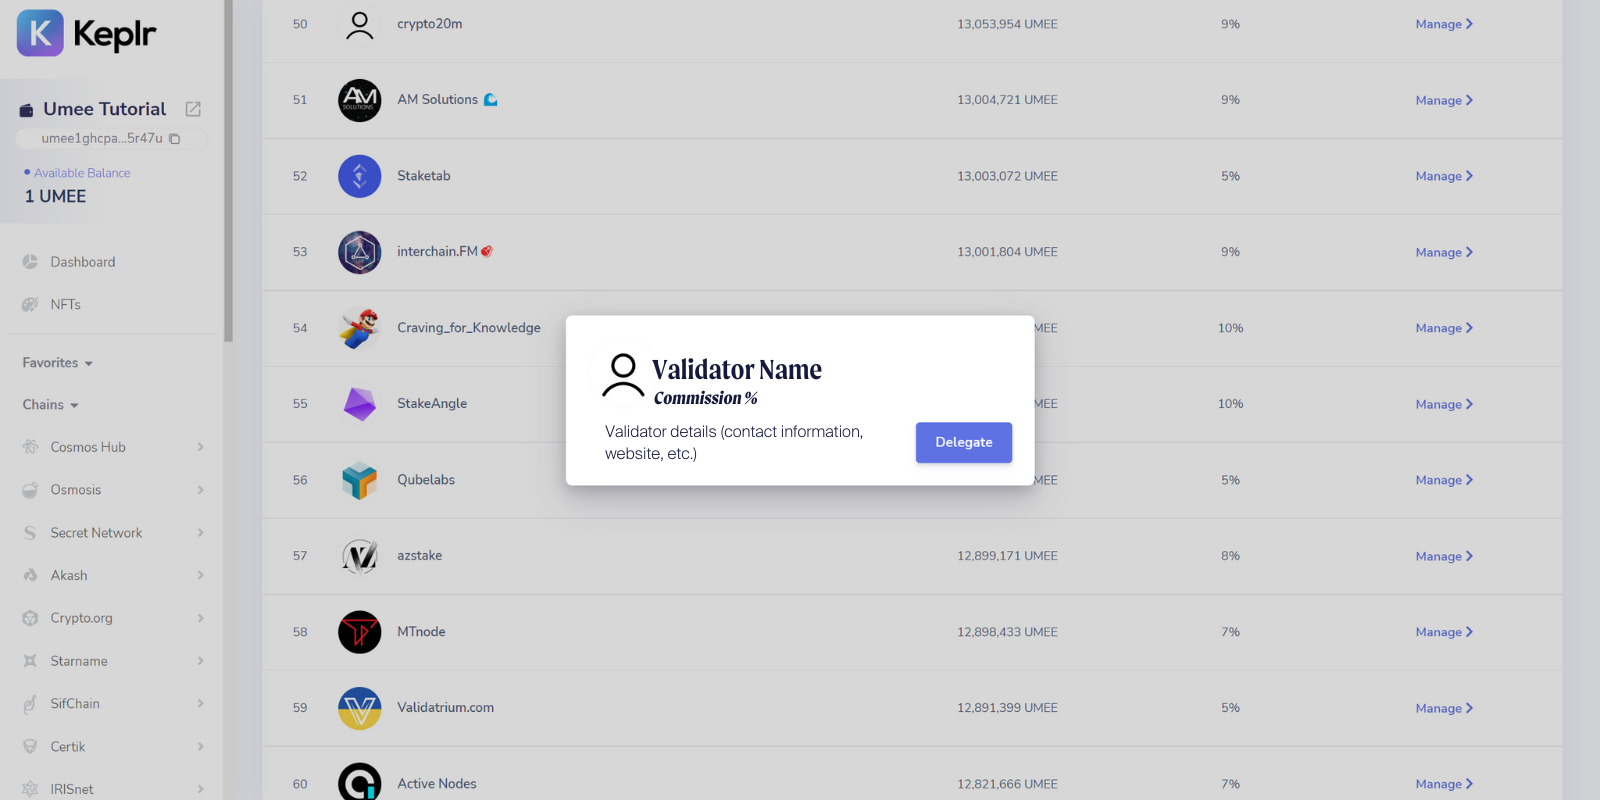 Keplr
Umee Tutorial
umee1ghcpa...5r47u
Available Balance
1 UMEE
Dashboard
NFTs
Favorites
Chains
Cosmos Hub
Osmosis
Secret Network
Akash
Crypto.org
Starname
SifChain
Certik
IRISnet
50 crypto20m 13,053,954 UMEE 9% Manage
51 AM SOLUTIONS AM Solutions 13,004,721 UMEE 9% Manage
52 Staketab 13,003,072 UMEE 5% Manage
53 interchain.FM 13,001,804 UMEE 9% Manage
54 Craving_for_Knowledge MEE 10% Manage
55 StakeAngle MEE 10% Manage
56 Qubelabs MEE 5% Manage
57 azstake 12,899,171 UMEE 8% Manage
58 MTnode 12,898,433 UMEE 7% Manage
59 Validatrium.com 12,891,399 UMEE 5% Manage
60 Active Nodes 12,821,666 UMEE 7% Manage
Validator Name
Commission %
Validator details (contact information,
website, etc.)
Delegate